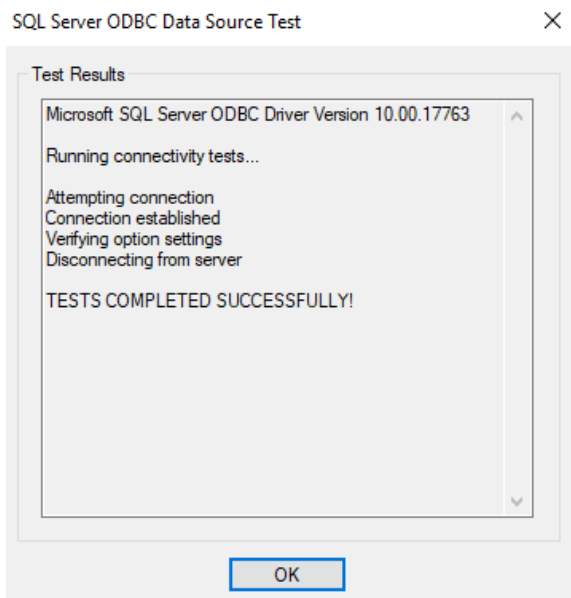 SQL Server ODBC Data Source Test
Test Results
Microsoft SQL Server ODBC Driver Version 10.00.17763
Running connectivity tests...
Attempting connection
Connection established
Verifying option settings
Disconnecting from server
TESTS COMPLETED SUCCESSFULLY!
OK